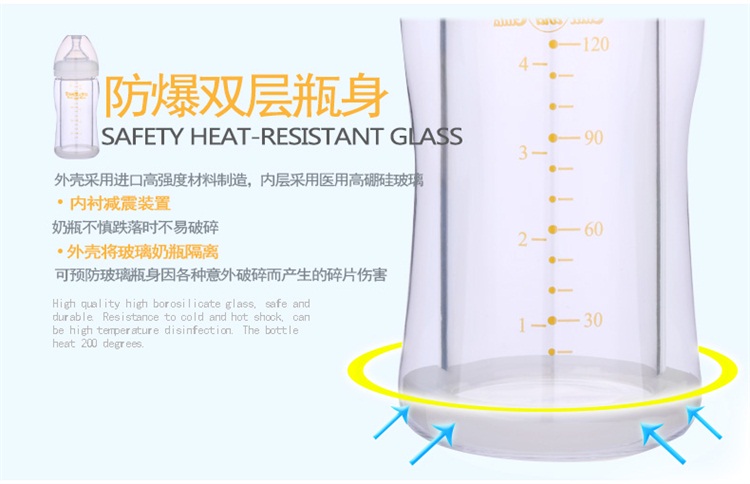 防爆双层瓶身
SAFETY HEAT-RESISTANT GLASS
外壳采用进口高强度材料制造，内层采用医用高硼硅玻璃
• 内衬减震装置
奶瓶不慎跌落时不易破碎
• 外壳将玻璃奶瓶隔离
可预防玻璃瓶身因各种意外破碎而产生的碎片伤害
High quality high borosilicate glass, safe and
durable. Resistance to cold and hot shock, can
be high temperature disinfection. The bottle
heat 200 degrees.
120
4
90
3
60
2
30
1